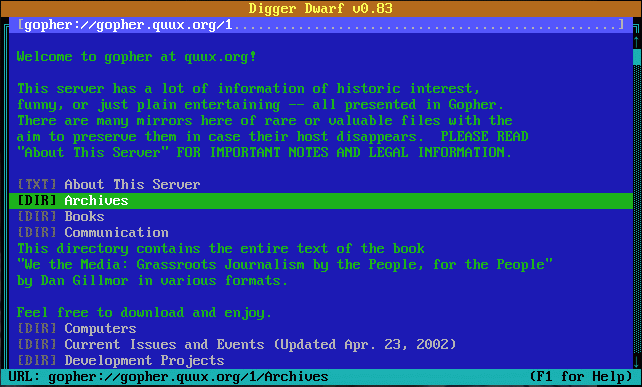 Digger Dwarf v0.83
[gopher://gopher.quux.org/1.................................................]
Welcome to gopher at quux.org!
This server has a lot of information of historic interest,
funny, or just plain entertaining -- all presented in Gopher.
There are many mirrors here of rare or valuable files with the
aim to preserve them in case their host disappears.  PLEASE READ
"About This Server" FOR IMPORTANT NOTES AND LEGAL INFORMATION.
[TXT] About This Server
[DIR] Archives
[DIR] Books
[DIR] Communication
This directory contains the entire text of the book
"We the Media: Grassroots Journalism by the People, for the People"
by Dan Gillmor in various formats.
Feel free to download and enjoy.
[DIR] Computers
[DIR] Current Issues and Events (Updated Apr. 23, 2002)
[DIR] Development Projects
URL: gopher://gopher.quux.org/1/Archives (F1 for Help)